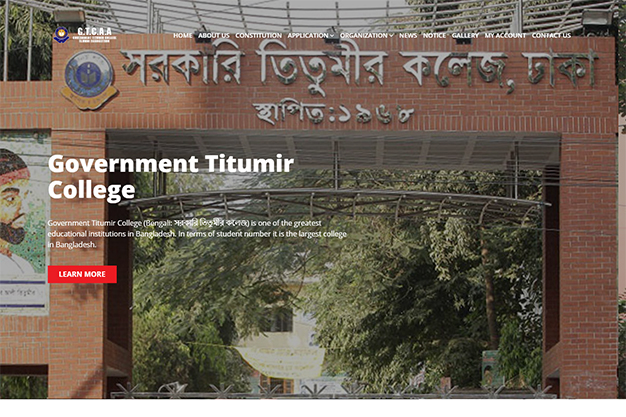 G.T.C.A.A
HOME ABOUT US CONSTITUTION APPLICATION ORGANIZATION NEWS NOTICE GALLERY MY ACCOUNT CONTACT US
সরকারি তিতুমীর কলেজ, ঢাকা
স্থাপিত:১৯৬৮
Government Titumir
College
Government Titumir College (Bengali: সরকারি তিতুমীর কলেজ) is one of the greatest
educational institutions in Bangladesh. In terms of student number it is the largest college
in Bangladesh.
LEARN MORE